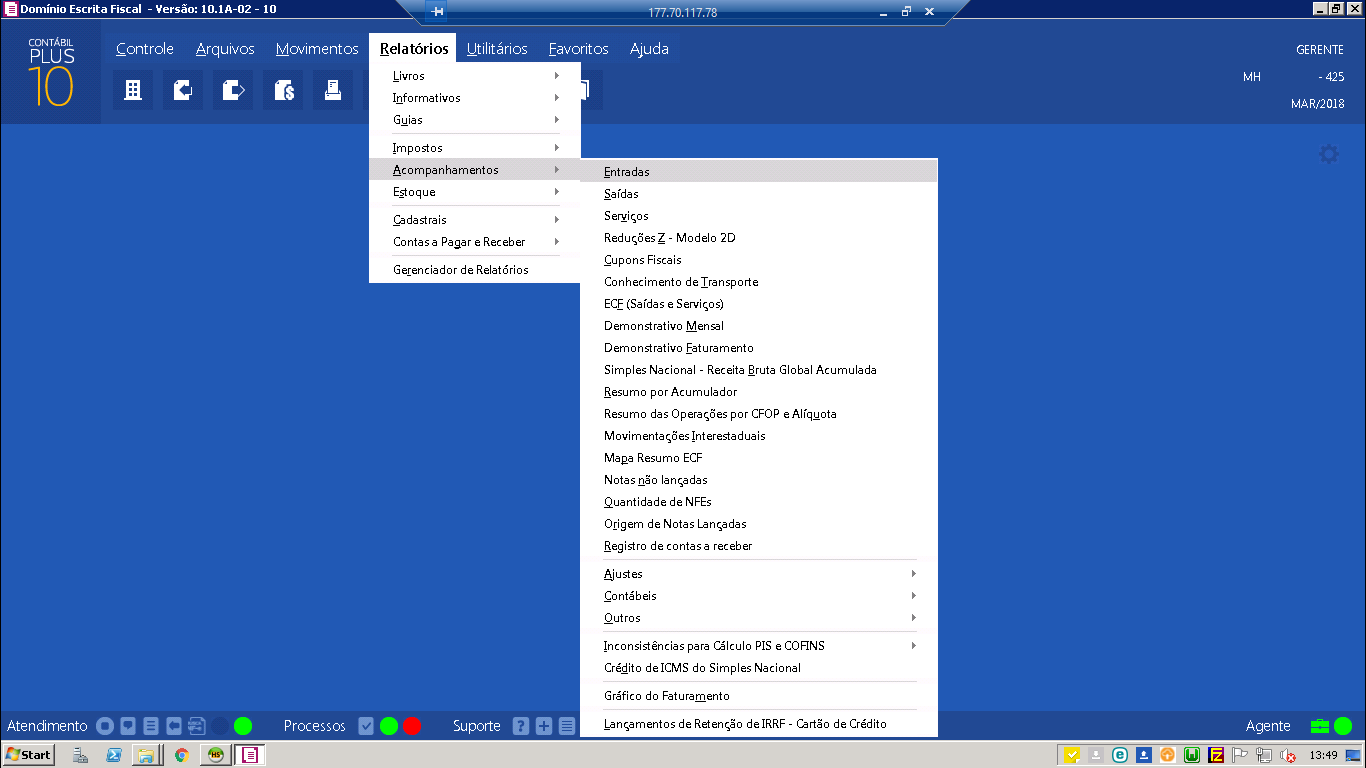 Domínio Escrita Fiscal - Versão: 10.1A-02 - 10
177.70.117.78
CONTÁBIL
PLUS
10
Controle
Arquivos
Movimentos
Relatórios
Utilitários
Favoritos
Ajuda
GERENTE
MH - 425
MAR/2018
Livros
Informativos
Guias
Impostos
Acompanhamentos
Estoque
Cadastrais
Contas a Pagar e Receber
Gerenciador de Relatórios
Entradas
Saídas
Serviços
Reduções Z - Modelo 2D
Cupons Fiscais
Conhecimento de Transporte
ECF (Saídas e Serviços)
Demonstrativo Mensal
Demonstrativo Faturamento
Simples Nacional - Receita Bruta Global Acumulada
Resumo por Acumulador
Resumo das Operações por CFOP e Alíquota
Movimentações Interestaduais
Mapa Resumo ECF
Notas não lançadas
Quantidade de NFEs
Origem de Notas Lançadas
Registro de contas a receber
Ajustes
Contábeis
Outros
Inconsistências para Cálculo PIS e COFINS
Crédito de ICMS do Simples Nacional
Gráfico do Faturamento
Lançamentos de Retenção de IRRF - Cartão de Crédito
Atendimento
Processos
Suporte
Agente
Start
HS
13:49